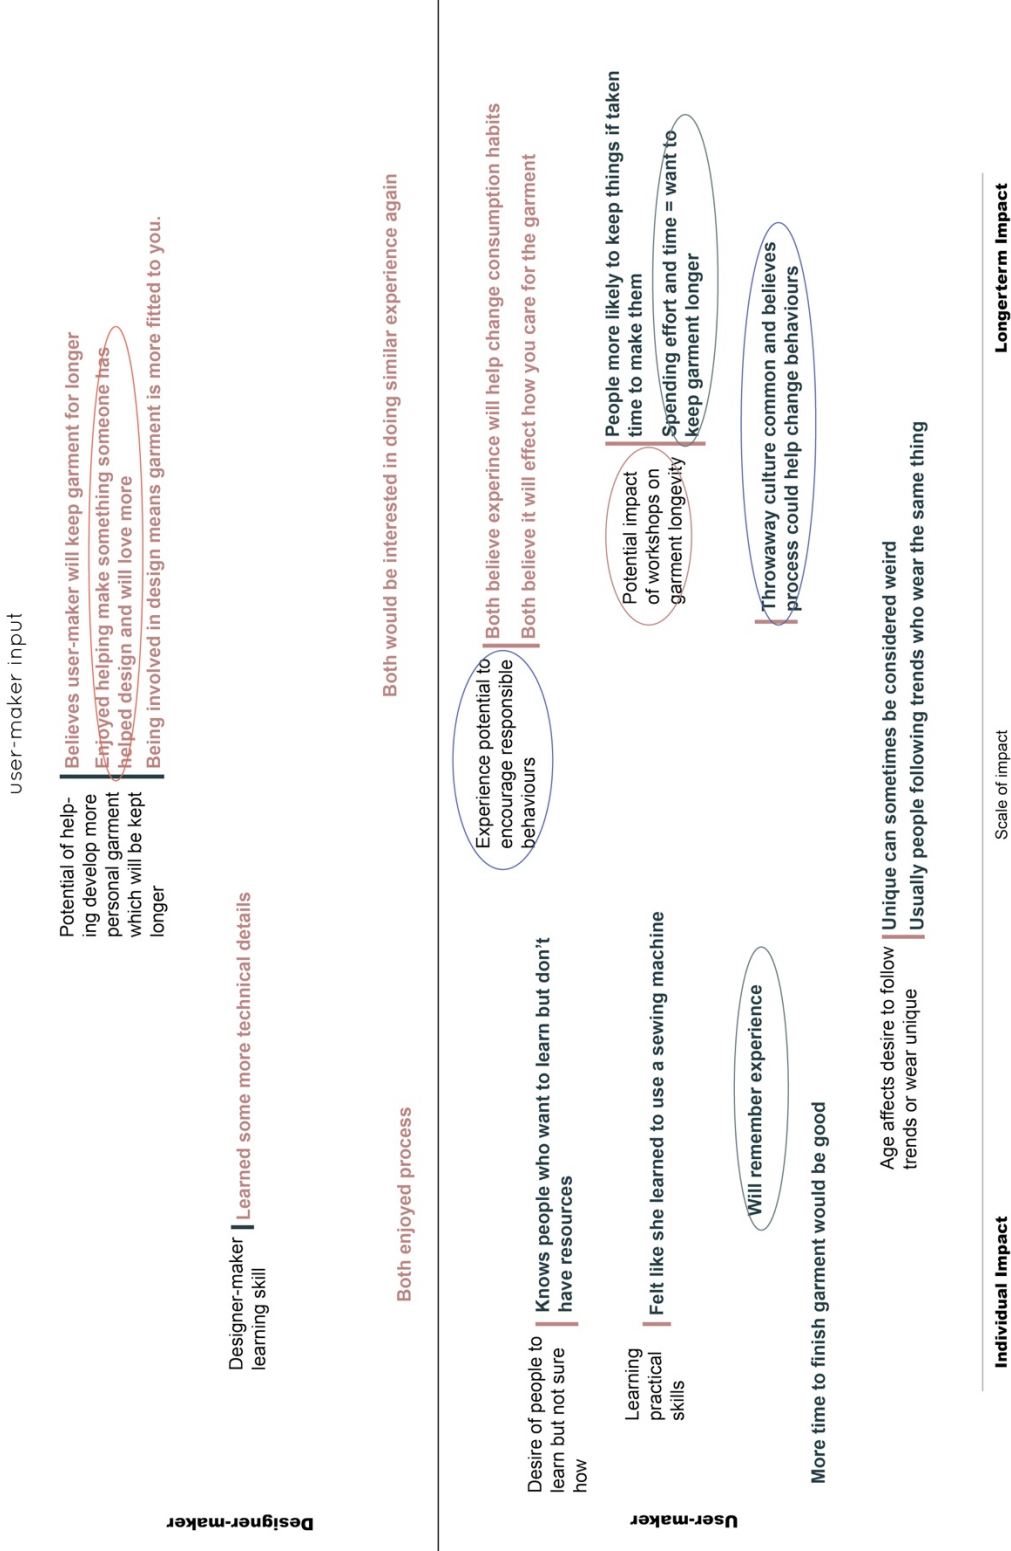 user-maker input
Potential of help-
ing develop more
personal garment
which will be kept
longer
Believes user-maker will keep garment for longer
Enjoyed helping make something someone has
helped design and will love more
Being involved in design means garment is more fitted to you.
Designer-maker
learning skill
Learned some more technical details
Both enjoyed process
Both would be interested in doing similar experience again
Designer-maker
Experience potential to
encourage responsible
behaviours
Both believe experince will help change consumption habits
Both believe it will effect how you care for the garment
Desire of people to
learn but not sure
how
Knows people who want to learn but don't
have resources
Potential impact
of workshops on
garment longevity
People more likely to keep things if taken
time to make them
Spending effort and time = want to
keep garment longer
Learning
practical
skills
Felt like she learned to use a sewing machine
Will remember experience
Throwaway culture common and believes
process could help change behaviours
More time to finish garment would be good
Age affects desire to follow
trends or wear unique
Unique can sometimes be considered weird
Usually people following trends who wear the same thing
User-maker
Individual Impact
Scale of impact
Longerterm Impact